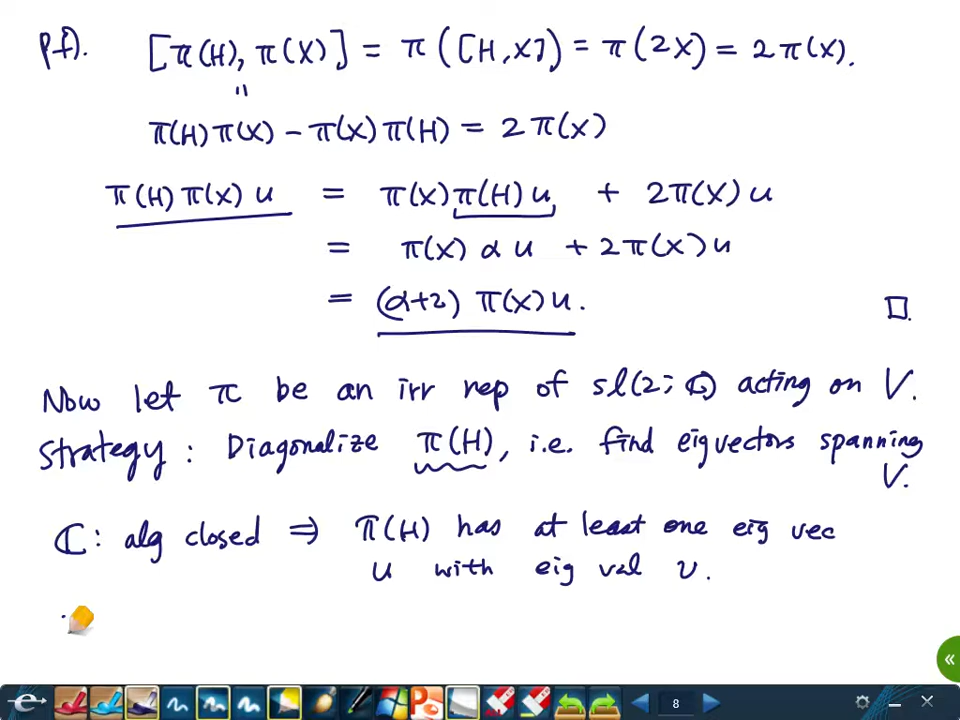 pf). [π(H), π(X)] = π([H,X]) = π(2X) = 2π(X).
"
π(H)π(X) - π(X)π(H) = 2π(X)
π(H)π(X)u = π(X)π(H)u + 2π(X)u
= π(X)αu + 2π(X)u
= (α+2) π(X)u. □.
Now let π be an irr rep of sl(2; ℂ) acting on V.
Strategy : Diagonalize π(H), i.e. find eigvectors spanning
V.
ℂ: alg closed ⇒ π(H) has at least one eig vec
u with eig val ν.
8